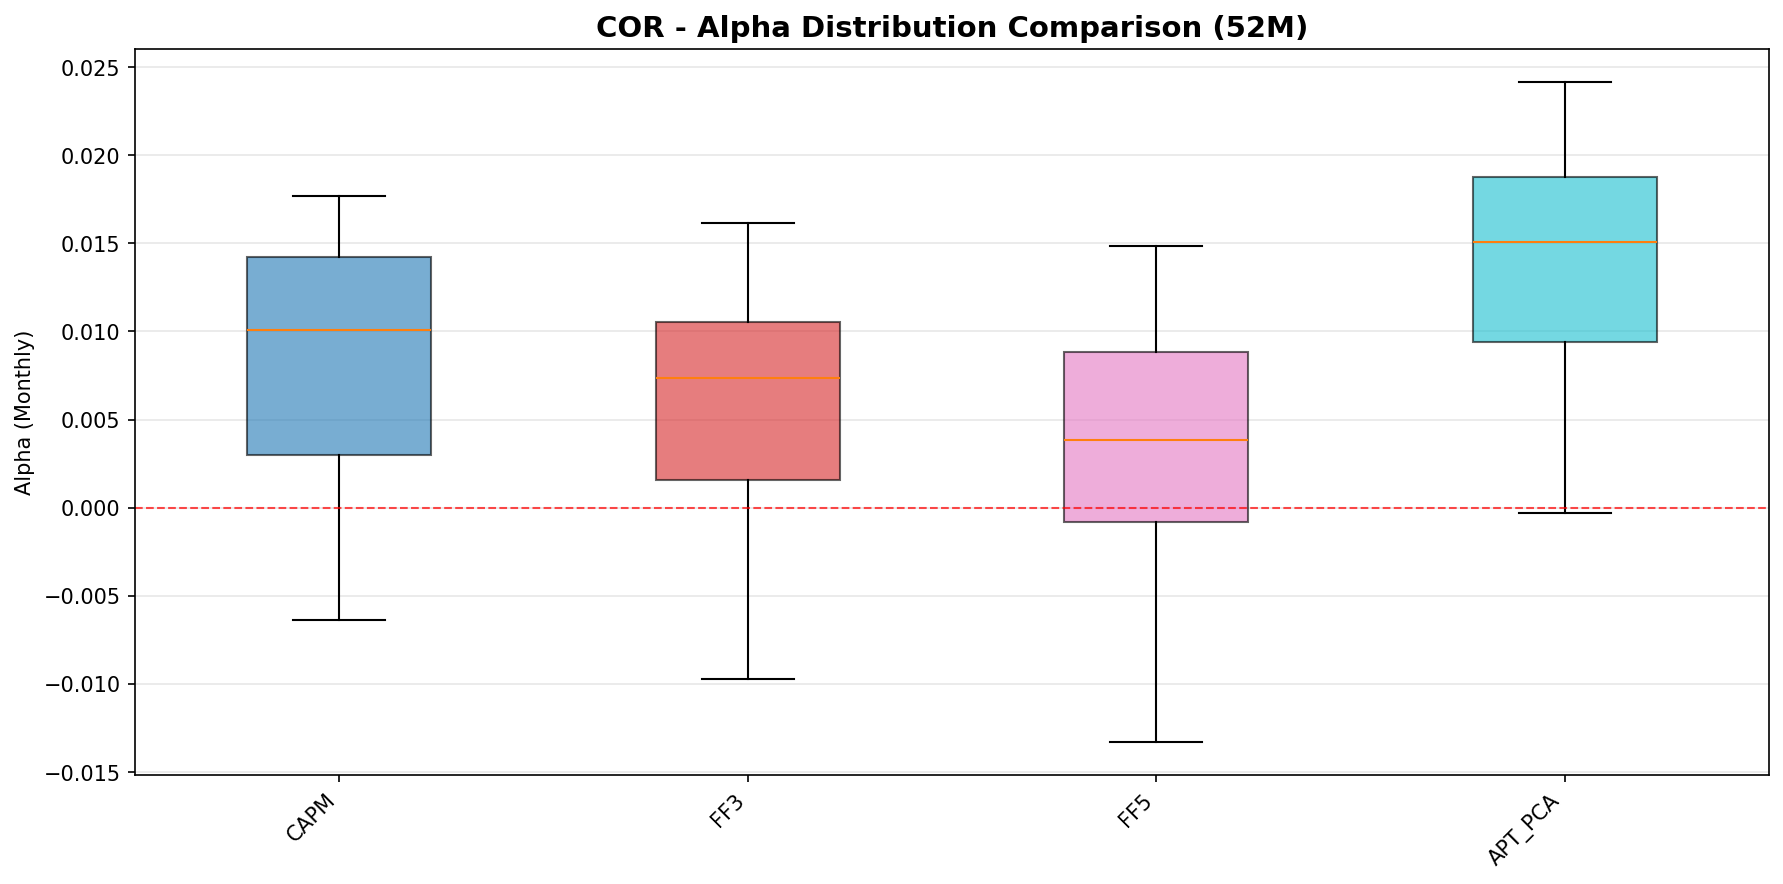 COR - Alpha Distribution Comparison (52M)
Alpha (Monthly)
0.025
0.020
0.015
0.010
0.005
0.000
−0.005
−0.010
−0.015
CAPM
FF3
FF5
APT_PCA